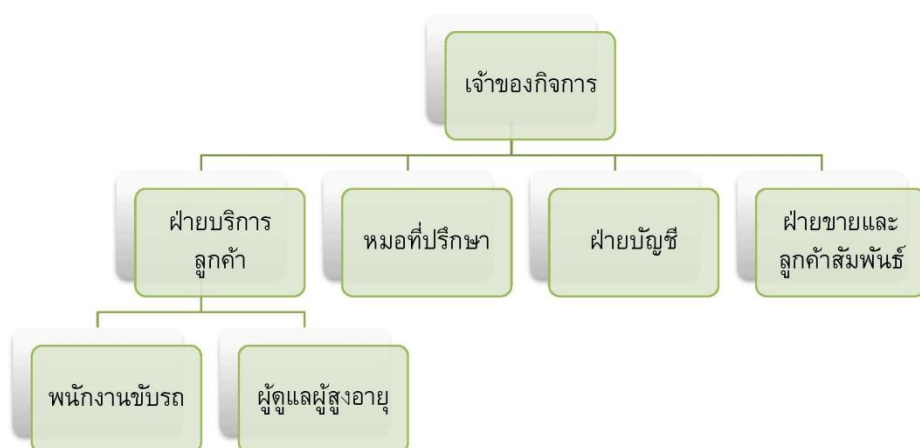 เจ้าของกิจการ
ฝ่ายบริการ
ลูกค้า
หมอที่ปรึกษา
ฝ่ายบัญชี
ฝ่ายขายและ
ลูกค้าสัมพันธ์
พนักงานขับรถ
ผู้ดูแลผู้สูงอายุ